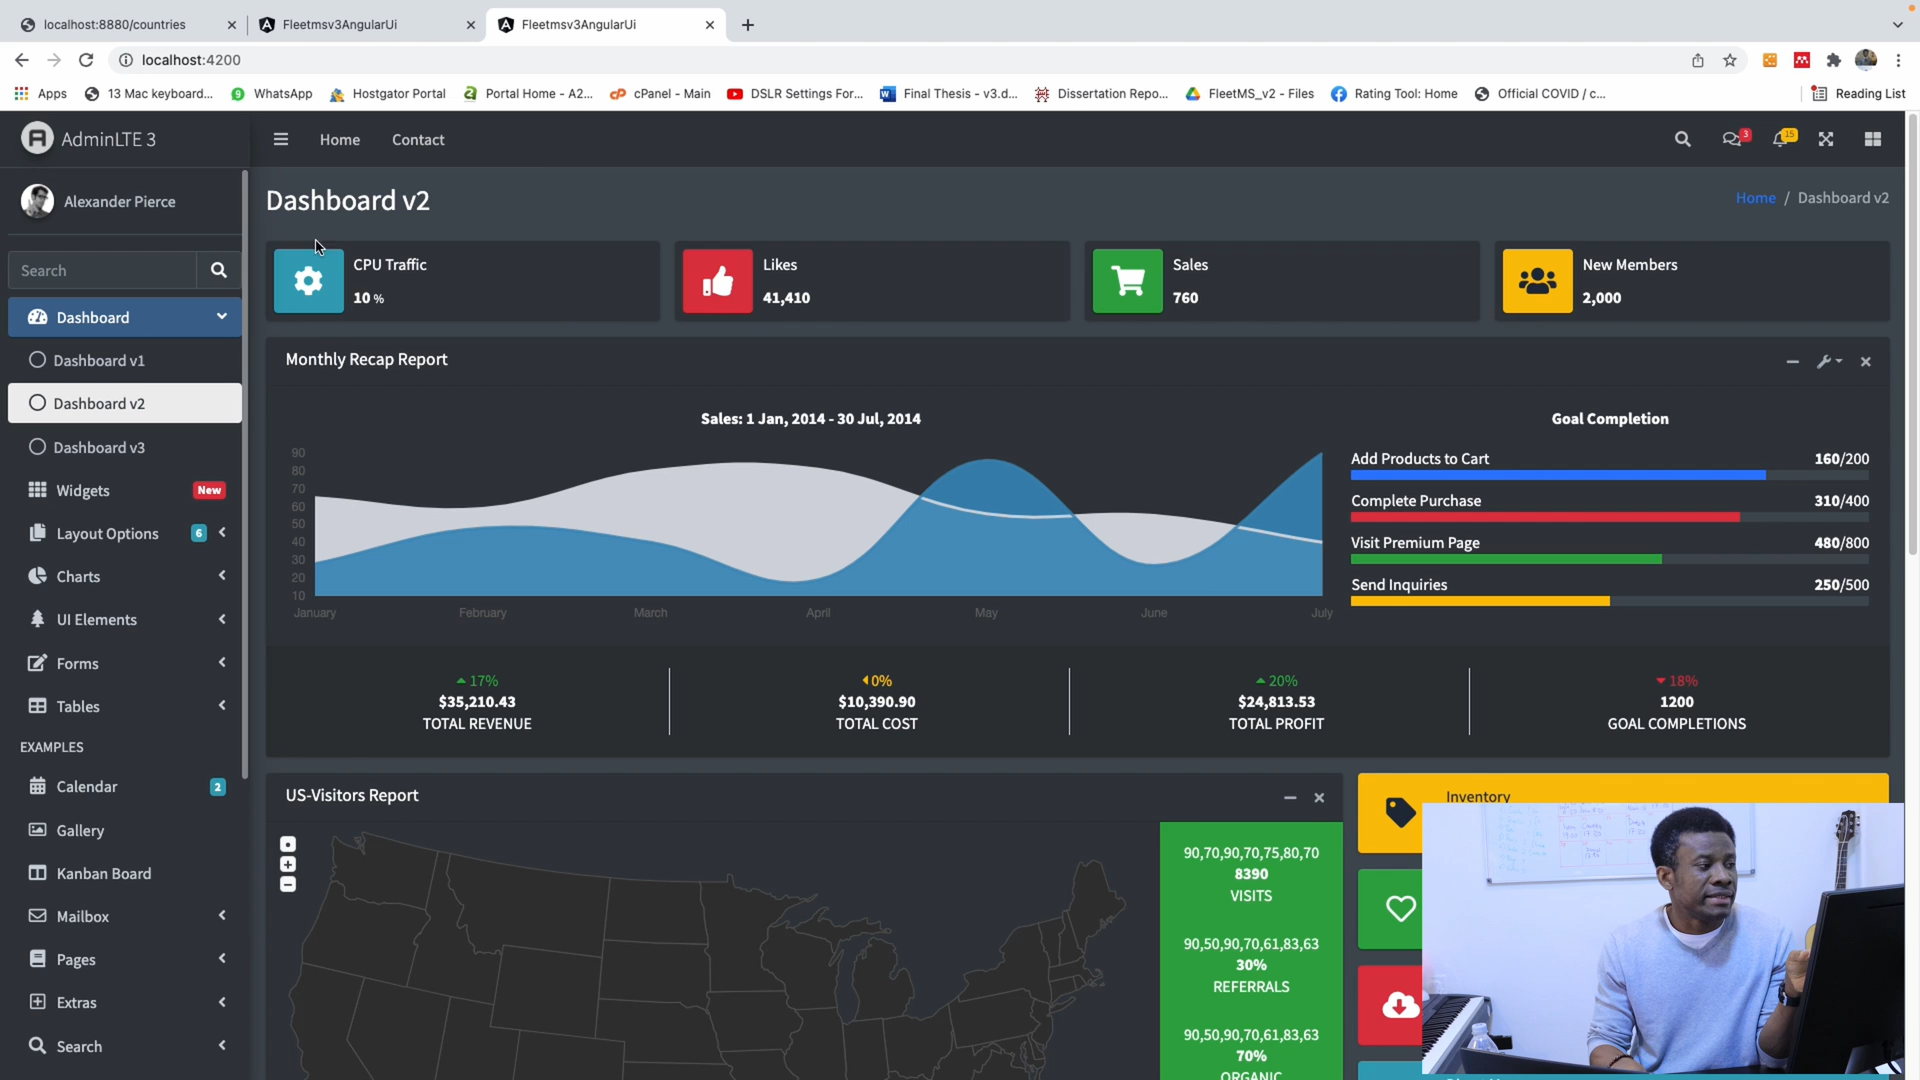 localhost:8880/countries
Fleetmsv3AngularUi
Fleetmsv3AngularUi
localhost:4200
Apps
13 Mac keyboard...
WhatsApp
Hostgator Portal
Portal Home - A2...
cPanel - Main
DSLR Settings For...
Final Thesis - v3.d...
Dissertation Repo...
FleetMS_v2 - Files
Rating Tool: Home
Official COVID / c...
Reading List
AdminLTE 3
Home
Contact
3
15
Alexander Pierce
Dashboard v2
Home / Dashboard v2
Search
CPU Traffic
10 %
Likes
41,410
Sales
760
New Members
2,000
Dashboard
Dashboard v1
Dashboard v2
Dashboard v3
Widgets New
Layout Options 6
Charts
UI Elements
Forms
Tables
EXAMPLES
Calendar 2
Gallery
Kanban Board
Mailbox
Pages
Extras
Search
Monthly Recap Report
Sales: 1 Jan, 2014 - 30 Jul, 2014
90
80
70
60
50
40
30
20
10
January
February
March
April
May
June
July
Goal Completion
Add Products to Cart 160/200
Complete Purchase 310/400
Visit Premium Page 480/800
Send Inquiries 250/500
17%
$35,210.43
TOTAL REVENUE
0%
$10,390.90
TOTAL COST
20%
$24,813.53
TOTAL PROFIT
18%
1200
GOAL COMPLETIONS
US-Visitors Report
90,70,90,70,75,80,70
8390
VISITS
90,50,90,70,61,83,63
30%
REFERRALS
90,50,90,70,61,83,63
70%
ORGANIC
Inventory